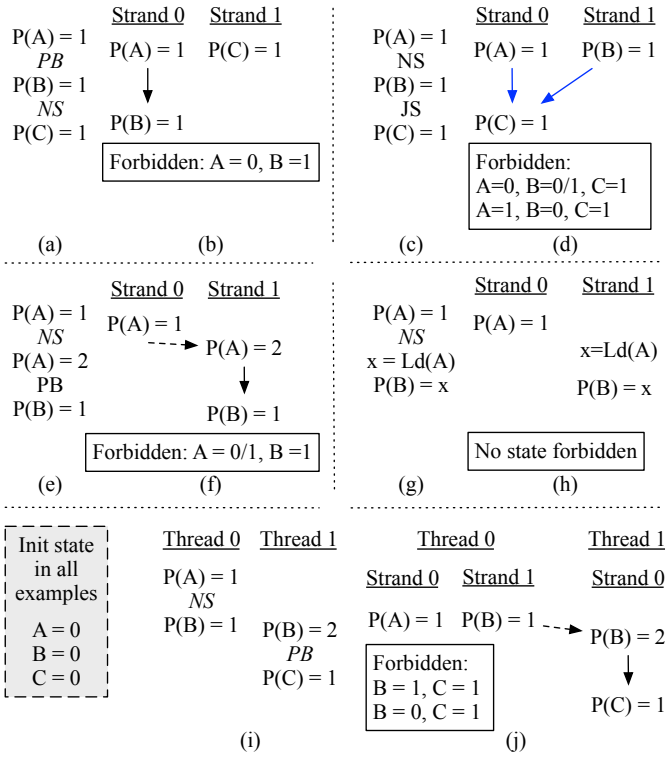 Strand 0 Strand 1
P(A) = 1
PB
P(B) = 1
NS
P(C) = 1
P(A) = 1 P(C) = 1
P(B) = 1
Forbidden: A = 0, B =1
(a) (b)
Strand 0 Strand 1
P(A) = 1
NS
P(B) = 1
JS
P(C) = 1
P(A) = 1 P(B) = 1
P(C) = 1
Forbidden:
A=0, B=0/1, C=1
A=1, B=0, C=1
(c) (d)
Strand 0 Strand 1
P(A) = 1
NS
P(A) = 2
PB
P(B) = 1
P(A) = 1
P(A) = 2
P(B) = 1
Forbidden: A = 0/1, B =1
(e) (f)
Strand 0 Strand 1
P(A) = 1
NS
x = Ld(A)
P(B) = x
P(A) = 1
x=Ld(A)
P(B) = x
No state forbidden
(g) (h)
Init state
in all
examples
A = 0
B = 0
C = 0
Thread 0 Thread 1
P(A) = 1
NS
P(B) = 1
P(B) = 2
PB
P(C) = 1
(i)
Thread 0 Thread 1
Strand 0 Strand 1 Strand 0
P(A) = 1 P(B) = 1
P(B) = 2
P(C) = 1
Forbidden:
B = 1, C = 1
B = 0, C = 1
(j)